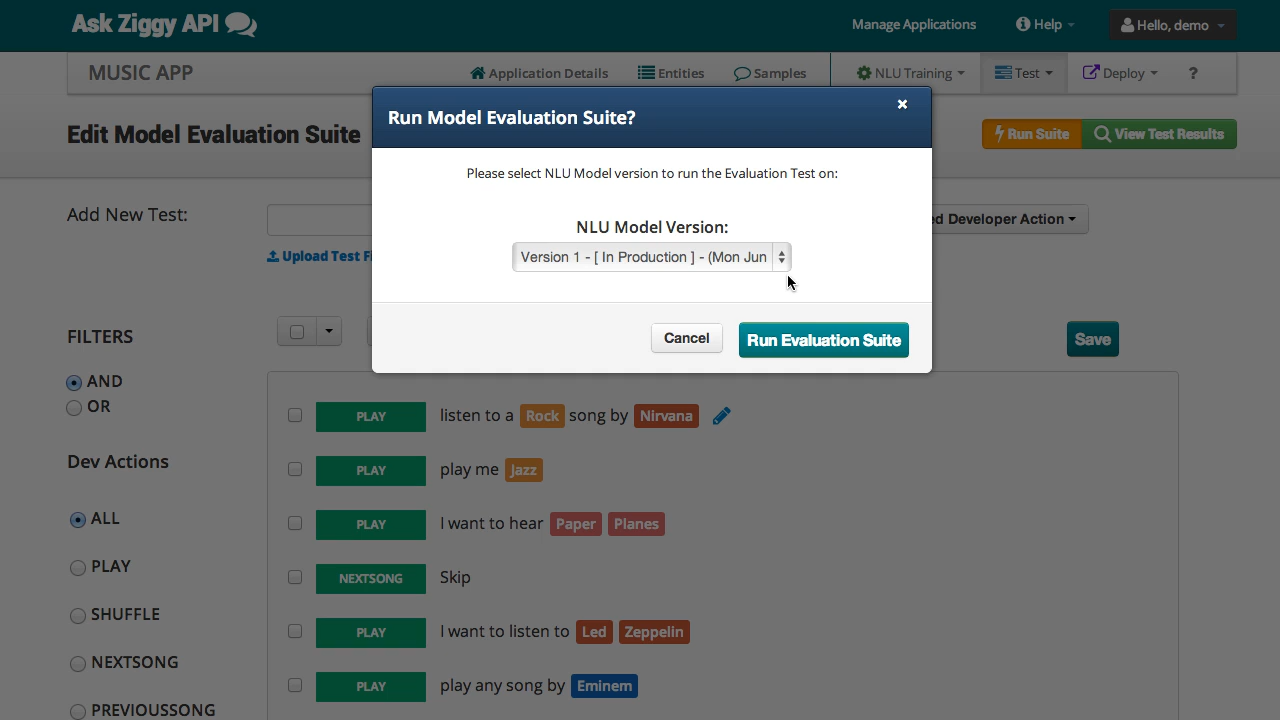 Ask Ziggy API
Manage Applications
Help
Hello, demo
MUSIC APP
Application Details
Entities
Samples
NLU Training
Test
Deploy
?
Edit Model Evaluation Suite
Run Suite
View Test Results
Run Model Evaluation Suite?
Please select NLU Model version to run the Evaluation Test on:
NLU Model Version:
Version 1 - [ In Production ] - (Mon Jun
Cancel
Run Evaluation Suite
Add New Test:
Developer Action
Upload Test
FILTERS
Save
AND
OR
Dev Actions
ALL
PLAY
SHUFFLE
NEXTSONG
PREVIOUSSONG
PLAY listen to a Rock song by Nirvana
PLAY play me Jazz
PLAY I want to hear Paper Planes
NEXTSONG Skip
PLAY I want to listen to Led Zeppelin
PLAY play any song by Eminem